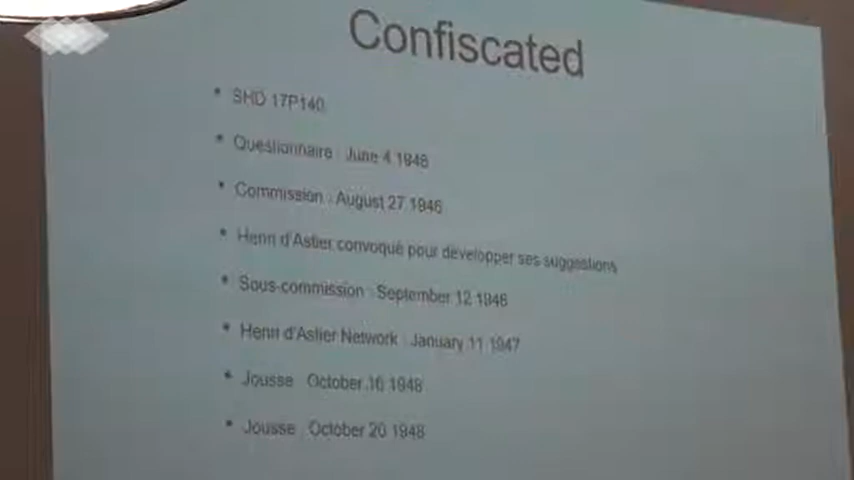 Confiscated
• SHD 17P140
• Questionnaire : June 4 1946
• Commission : August 27 1946
• Henri d'Astier convoqué pour développer ses suggestions
• Sous-commission : September 12 1946
• Henri d'Astier Network : January 11 1947
• Jousse : October 16 1948
• Jousse : October 20 1948